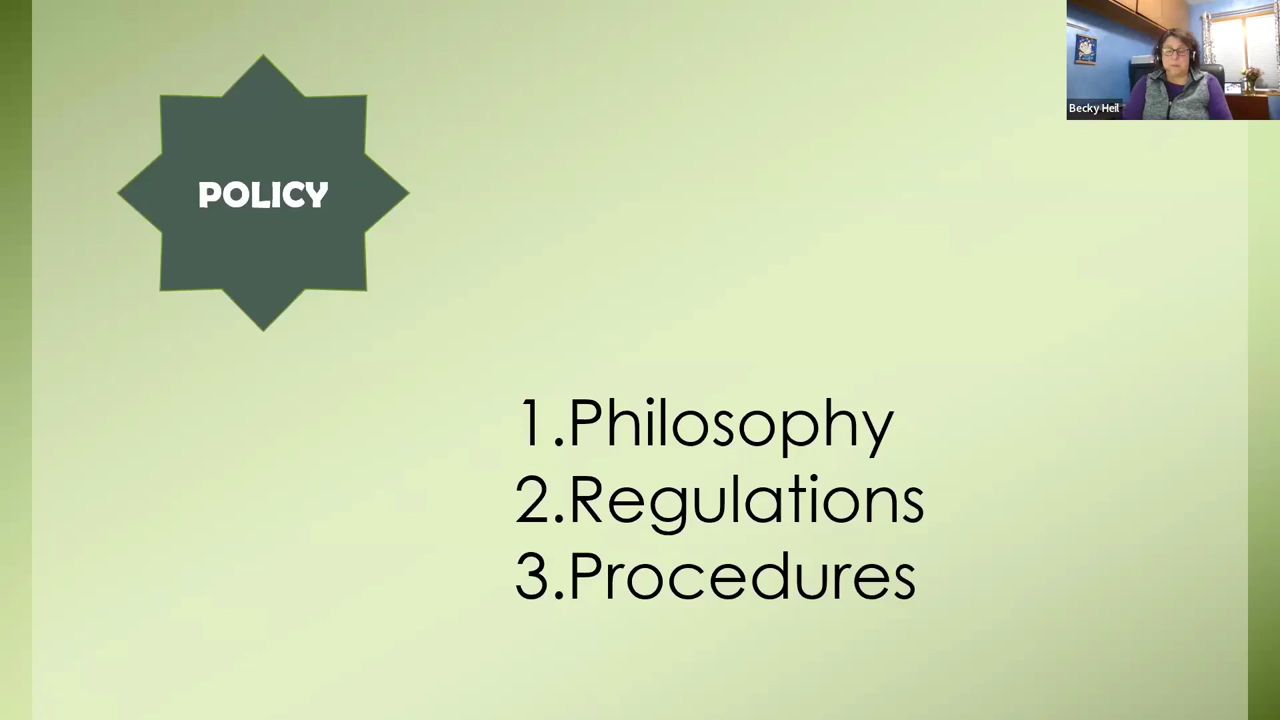 POLICY
Becky Heil
1.Philosophy
2.Regulations
3.Procedures